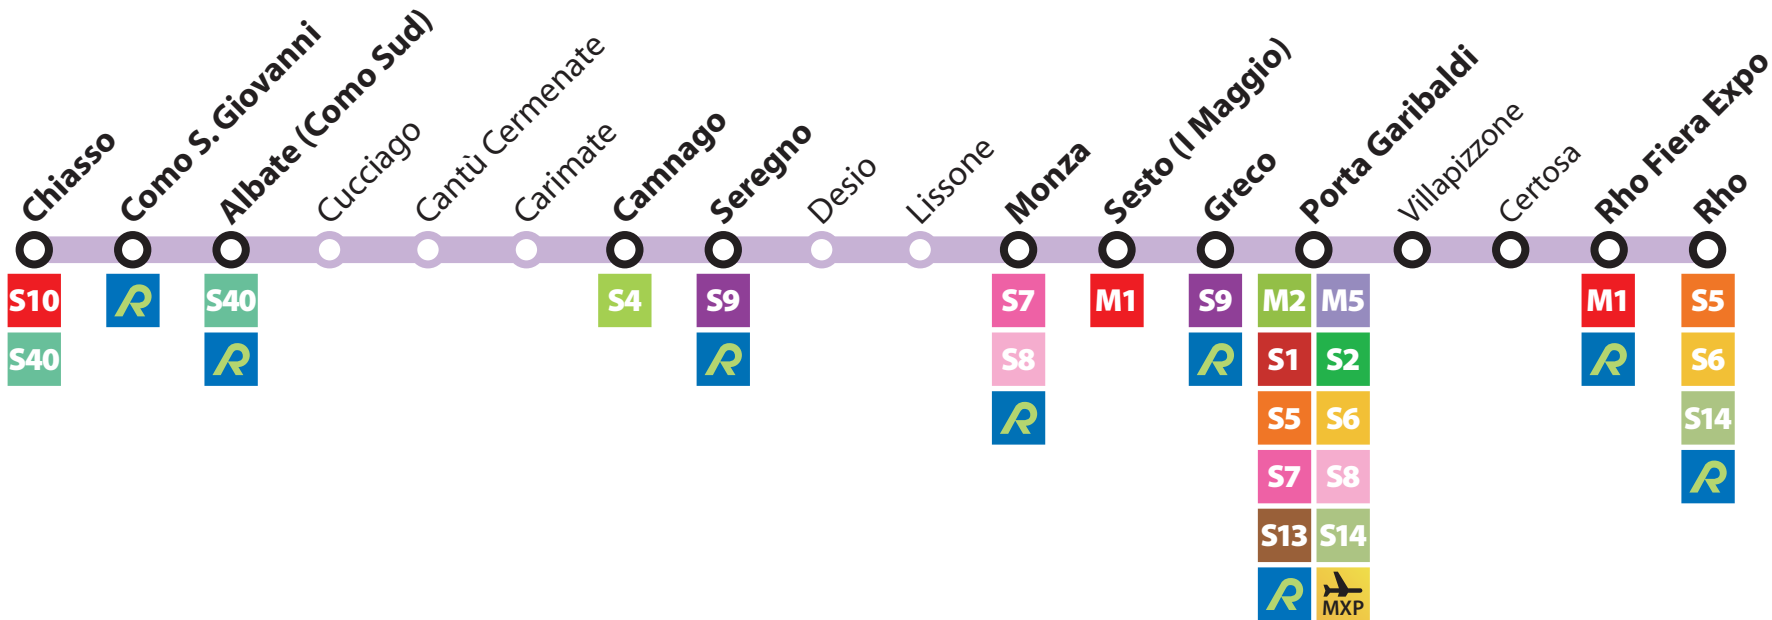 Chiasso
Como S. Giovanni
Albate (Como Sud)
Cucciago
Cantù Cermenate
Carimate
Camnago
Seregno
Desio
Lissone
Monza
Sesto (I Maggio)
Greco
Porta Garibaldi
Villapizzone
Certosa
Rho Fiera Expo
Rho
S10
R
S40
S4
S9
S7
M1
S9
M2 M5
M1
S5
S40
R
R
S8
R
S1 S2
R
S6
R
S5 S6
S14
S7 S8
R
S13 S14
R MXP